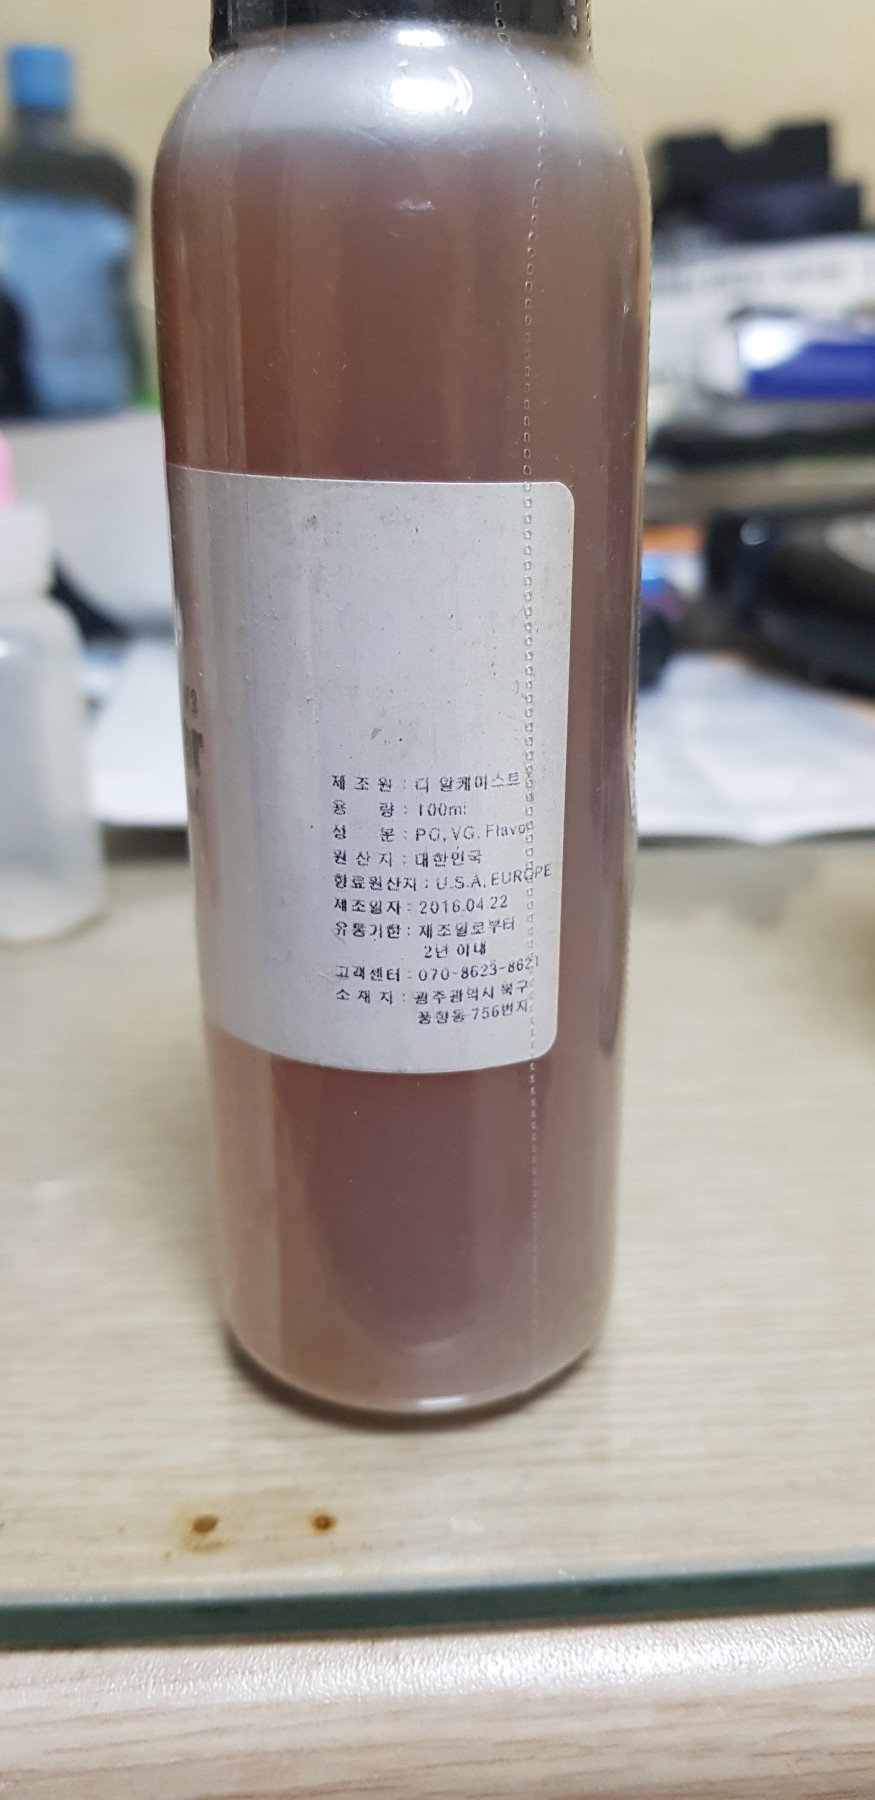 제 조 원 : 디 알케이스트
용 량 : 100ml
성 분 : PG, VG, Flavor
원 산 지 : 대한민국
향료원산지 : U.S.A, EUROPE
제조일자 : 2016.04.22
유통기한 : 제조일로부터
2년 이내
고객센터 : 070-8623-8621
소 재 지 : 광주광역시 북구
풍향동 756번지